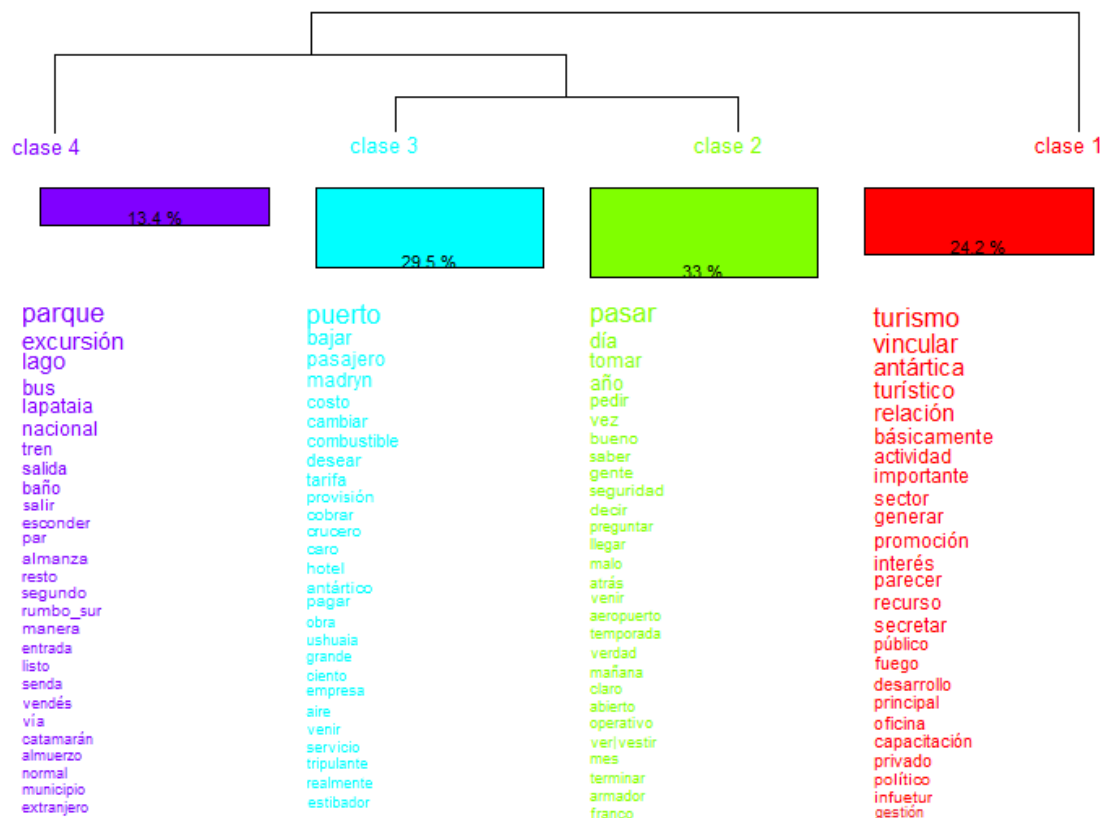 clase 4
clase 3
clase 2
clase 1
13.4 %
29.5 %
33 %
24.2 %
parque
excursión
lago
bus
lapataia
nacional
tren
salida
baño
salir
esconder
par
almanza
resto
segundo
rumbo_sur
manera
entrada
listo
senda
vendés
vía
catamarán
almuerzo
normal
municipio
extranjero
puerto
bajar
pasajero
madryn
costo
cambiar
combustible
desear
tarifa
provisión
cobrar
crucero
caro
hotel
antártico
pagar
obra
ushuaia
grande
ciento
empresa
aire
venir
servicio
tripulante
realmente
estibador
pasar
día
tomar
año
pedir
vez
bueno
saber
gente
seguridad
decir
preguntar
llegar
malo
atrás
venir
aeropuerto
temporada
verdad
mañana
claro
abierto
operativo
ver|vestir
mes
terminar
armador
franco
turismo
vincular
antártica
turístico
relación
básicamente
actividad
importante
sector
generar
promoción
interés
parecer
recurso
secretar
público
fuego
desarrollo
principal
oficina
capacitación
privado
político
infuetur
gestión